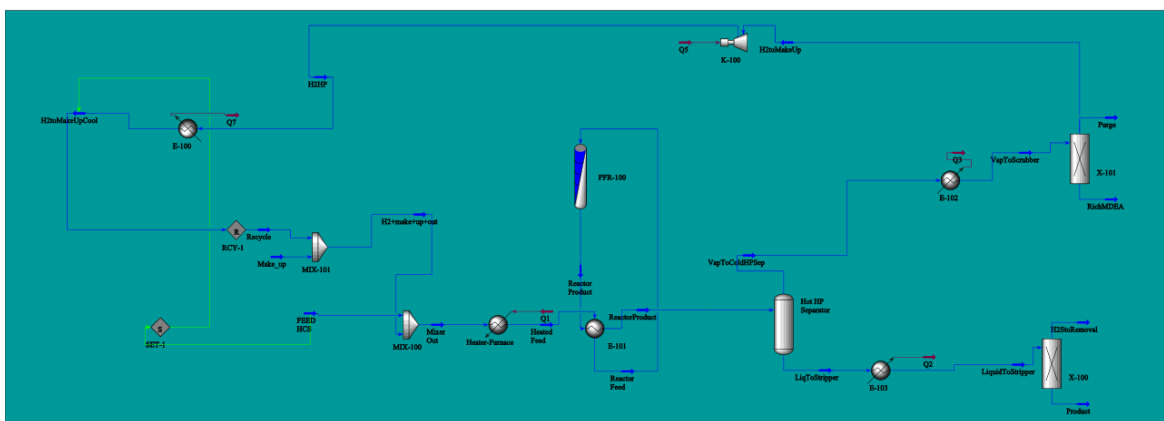 Q5
K-100
H2toMakeUp
H2HP
H2toMakeUpCool
Q7
E-100
Purge
PFR-100
Q3
VapToScrubber
X-101
E-102
RichMDEA
H2+make+up+out
RCY-1
Recycle
Make_up
MIX-101
VapToColdHPSep
Reactor
Product
Hot HP
Separator
FEED
HCS
Q1
ReactorProduct
H2StoRemoval
SET-1
MIX-100
Mixer
Out
Heater-Furnace
Heated
Feed
E-101
Reactor
Feed
LiqToStripper
Q2
E-103
LiquidToStripper
X-100
Product
R
S